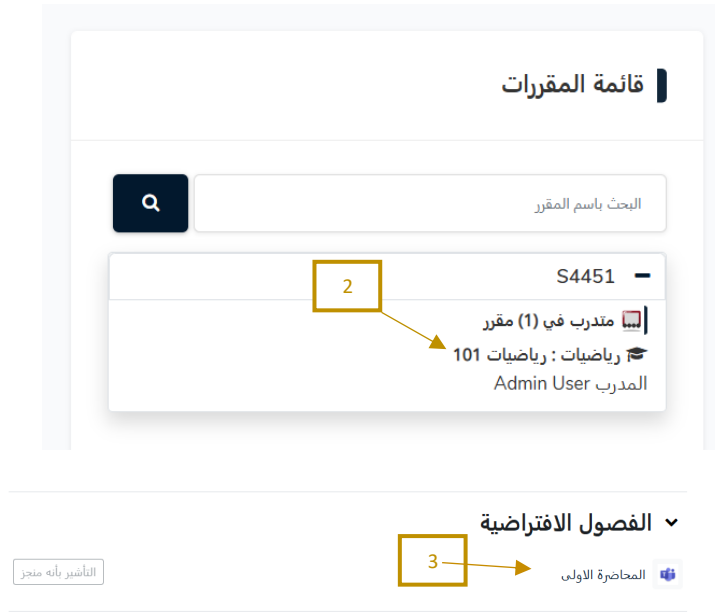 قائمة المقررات
البحث باسم المقرر
S4451
2
متدرب في (1) مقرر
رياضيات : رياضيات 101
المدرب Admin User
الفصول الافتراضية
3
المحاضرة الاولى
التأشير بأنه منجز